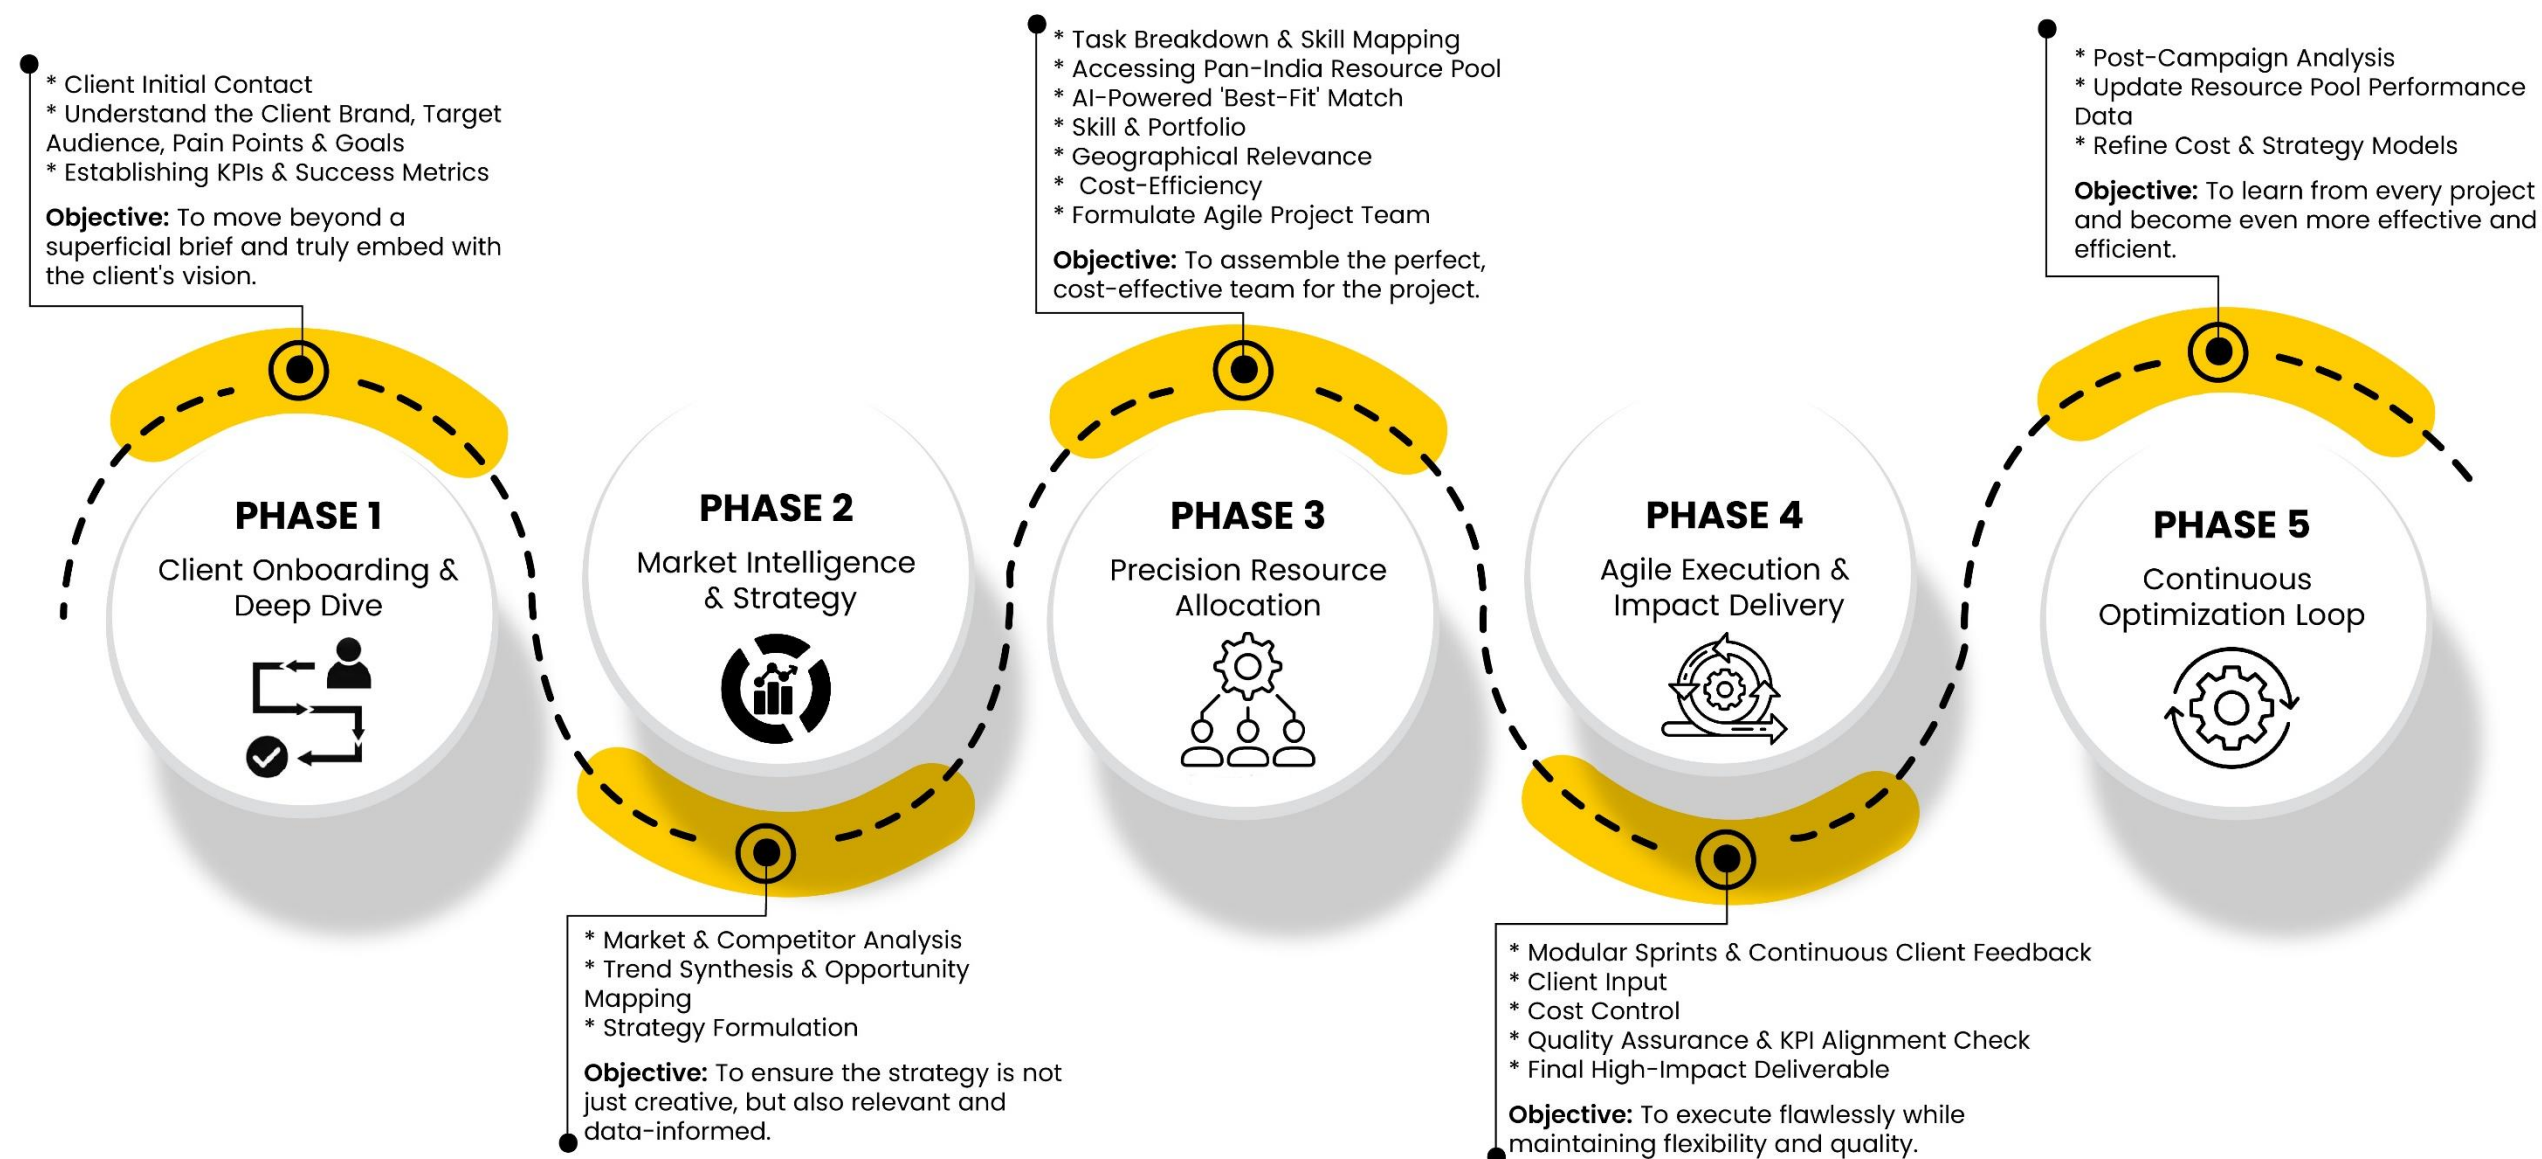 * Client Initial Contact
* Understand the Client Brand, Target
Audience, Pain Points & Goals
* Establishing KPIs & Success Metrics
Objective: To move beyond a
superficial brief and truly embed with
the client's vision.
PHASE 1
Client Onboarding &
Deep Dive
PHASE 2
Market Intelligence
& Strategy
* Market & Competitor Analysis
* Trend Synthesis & Opportunity
Mapping
* Strategy Formulation
Objective: To ensure the strategy is not
just creative, but also relevant and
data-informed.
* Task Breakdown & Skill Mapping
* Accessing Pan-India Resource Pool
* AI-Powered 'Best-Fit' Match
* Skill & Portfolio
* Geographical Relevance
* Cost-Efficiency
* Formulate Agile Project Team
Objective: To assemble the perfect,
cost-effective team for the project.
PHASE 3
Precision Resource
Allocation
PHASE 4
Agile Execution &
Impact Delivery
* Modular Sprints & Continuous Client Feedback
* Client Input
* Cost Control
* Quality Assurance & KPI Alignment Check
* Final High-Impact Deliverable
Objective: To execute flawlessly while
maintaining flexibility and quality.
* Post-Campaign Analysis
* Update Resource Pool Performance
Data
* Refine Cost & Strategy Models
Objective: To learn from every project
and become even more effective and
efficient.
PHASE 5
Continuous
Optimization Loop